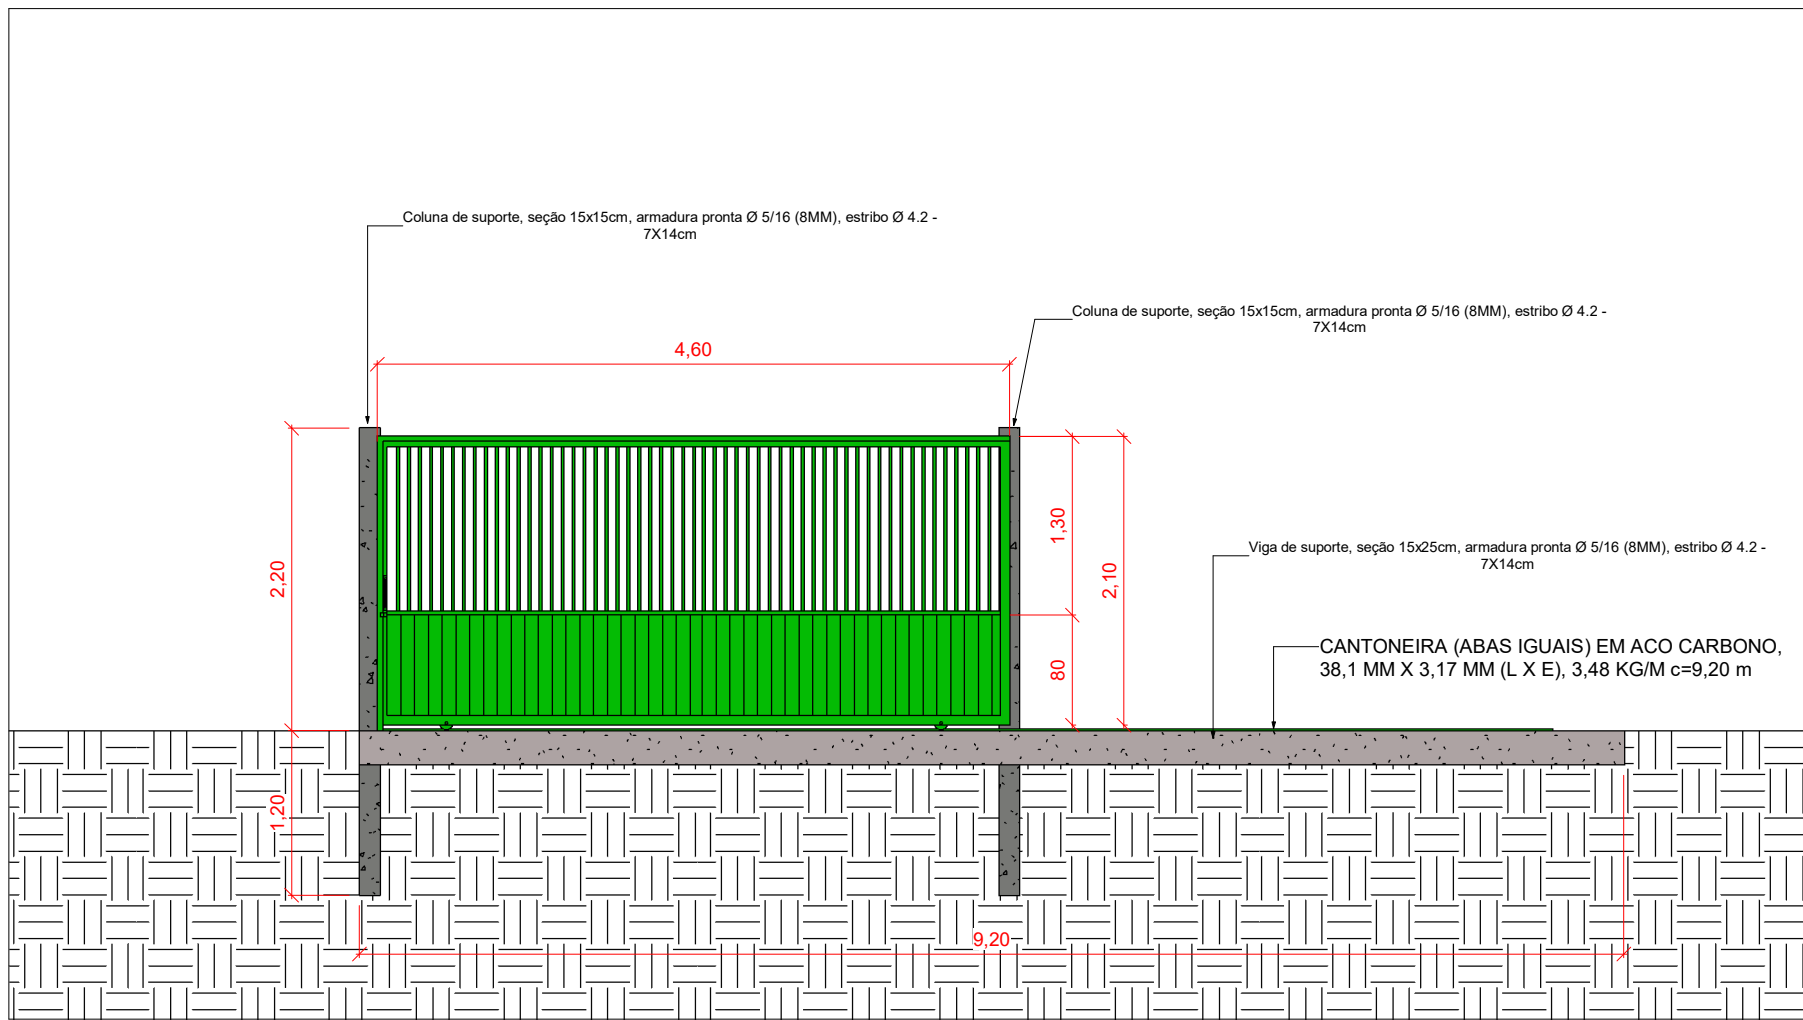 Coluna de suporte, seção 15x15cm, armadura pronta Ø 5/16 (8MM), estribo Ø 4.2 -
7X14cm
Coluna de suporte, seção 15x15cm, armadura pronta Ø 5/16 (8MM), estribo Ø 4.2 -
7X14cm
4,60
2,20
1,30
2,10
80
Viga de suporte, seção 15x25cm, armadura pronta Ø 5/16 (8MM), estribo Ø 4.2 -
7X14cm
CANTONEIRA (ABAS IGUAIS) EM ACO CARBONO,
38,1 MM X 3,17 MM (L X E), 3,48 KG/M c=9,20 m
1,20
9,20